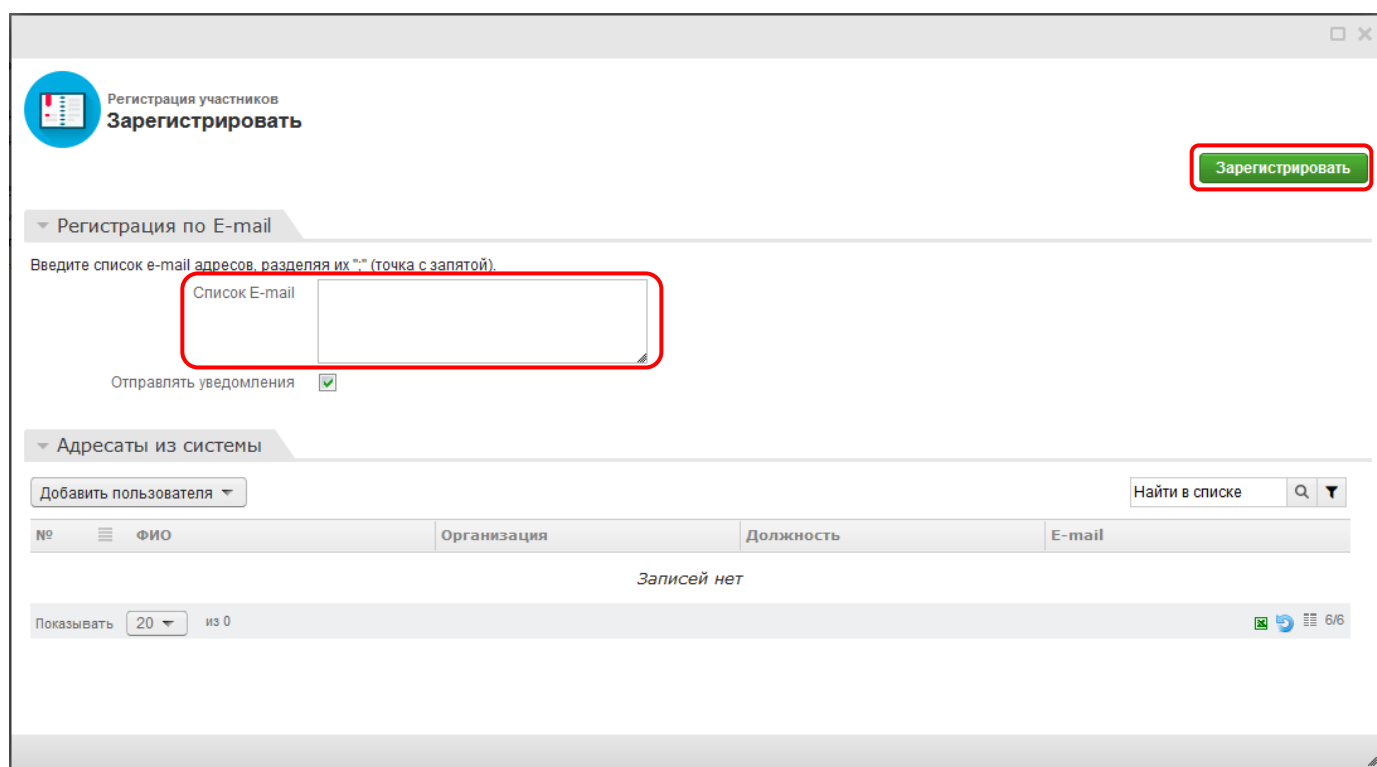 Регистрация участников
Зарегистрировать
Зарегистрировать
Регистрация по E-mail
Введите список e-mail адресов, разделяя их ";" (точка с запятой).
Список E-mail
Отправлять уведомления
Адресаты из системы
Добавить пользователя
Найти в списке
№ ФИО Организация Должность E-mail
Записей нет
Показывать 20 из 0 6/6